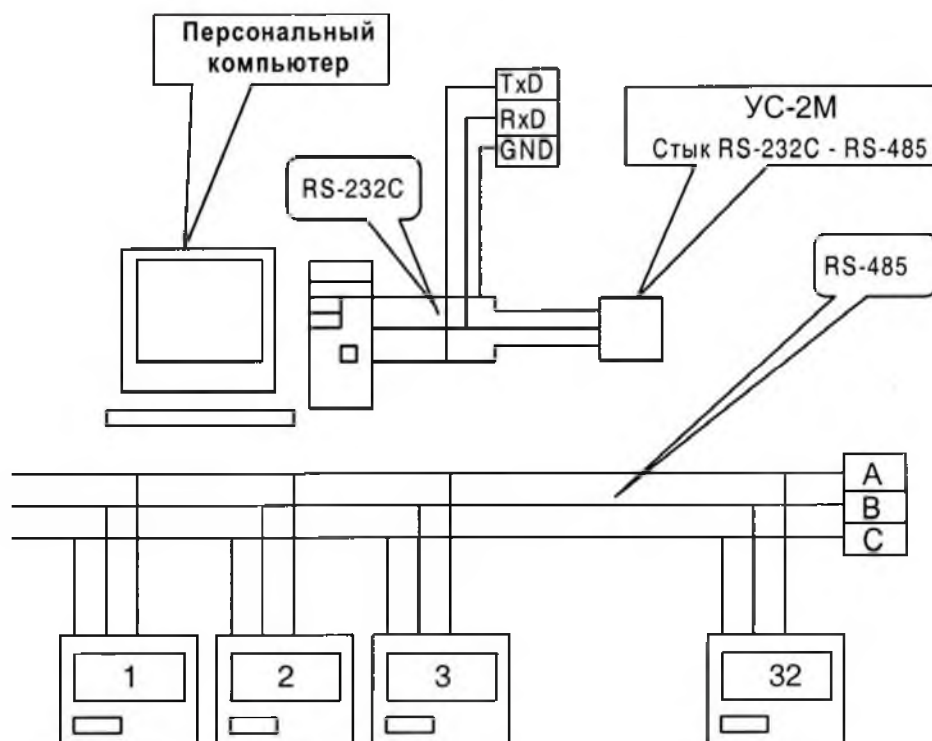 Персональный
компьютер
TxD
RxD
GND
УС-2М
Стык RS-232C - RS-485
RS-232C
RS-485
A
B
C
1
2
3
32